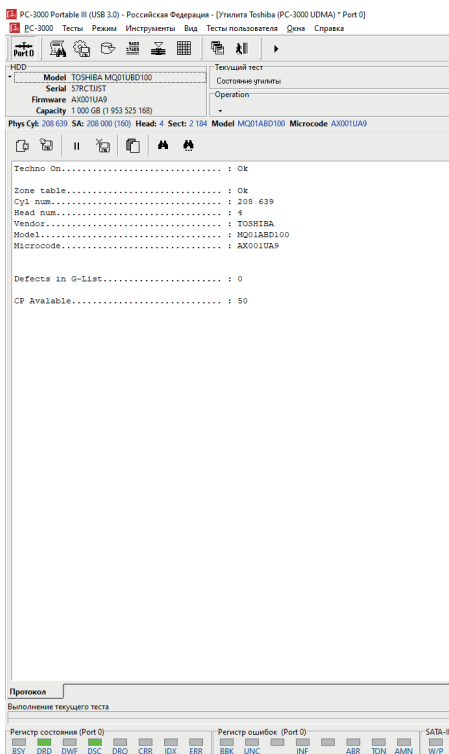 PC-3000 Portable III (USB 3.0) - Российская Федерация - [Утилита Toshiba (PC-3000 UDMA) * Port 0]
PC-3000 Тесты Режим Инструменты Вид Тесты пользователя Окна Справка
Port 0
HDD
Model TOSHIBA MQ01UBD100
Serial 57RCTJJST
Firmware AX001UA9
Capacity 1 000 GB (1 953 525 168)
Текущий тест
Состояние утилиты
Operation
-
Phys Cyl: 208 639 SA: 208 000 (160) Head: 4 Sect: 2 184 Model MQ01ABD100 Microcode AX001UA9
Techno On............................... : Ok
Zone table.............................. : Ok
Cyl num................................. : 208 639
Head num................................ : 4
Vendor.................................. : TOSHIBA
Model................................... : MQ01ABD100
Microcode............................... : AX001UA9
Defects in G-List....................... : 0
CP Avalable............................. : 50
Протокол
Выполнение текущего теста
Регистр состояния (Port 0)
BSY DRD DWF DSC DRQ CRR IDX ERR
Регистр ошибок (Port 0)
BBK UNC INF ABR TON AMN
SATA-II
W/P